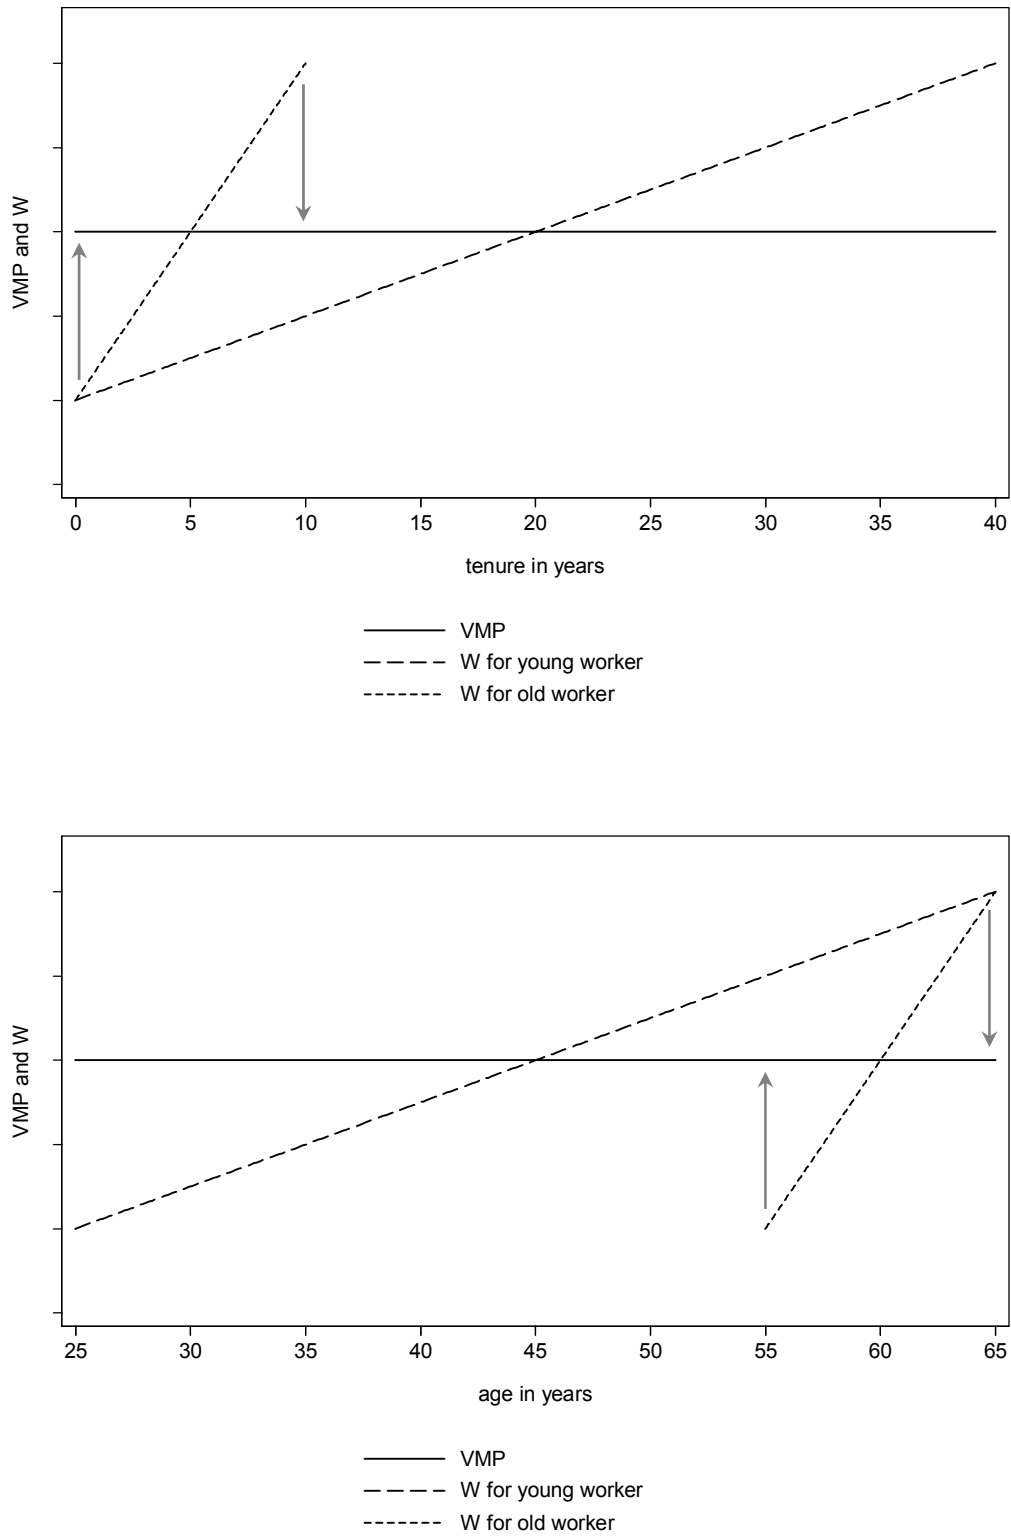 VMP and W
0 5 10 15 20 25 30 35 40
tenure in years
VMP
W for young worker
W for old worker
VMP and W
25 30 35 40 45 50 55 60 65
age in years
VMP
W for young worker
W for old worker